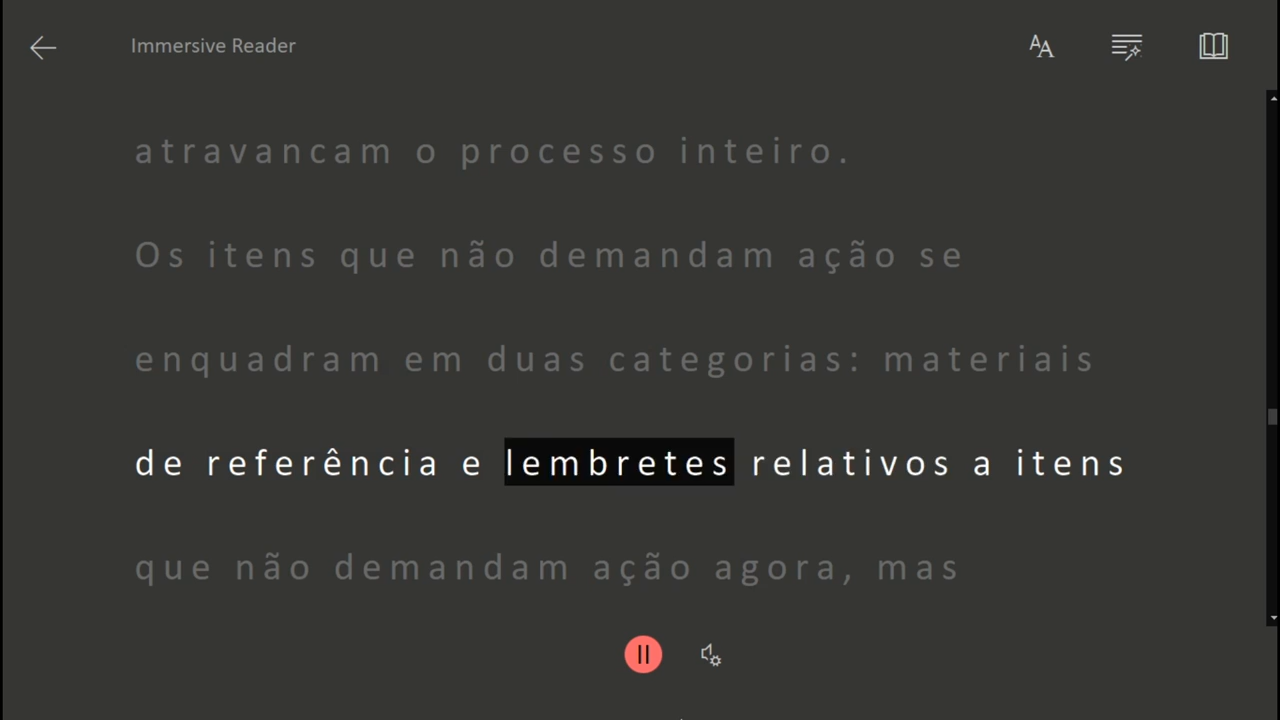 Immersive Reader
atravancam o processo inteiro.
Os itens que não demandam ação se
enquadram em duas categorias: materiais
de referência e lembretes relativos a itens
que não demandam ação agora, mas